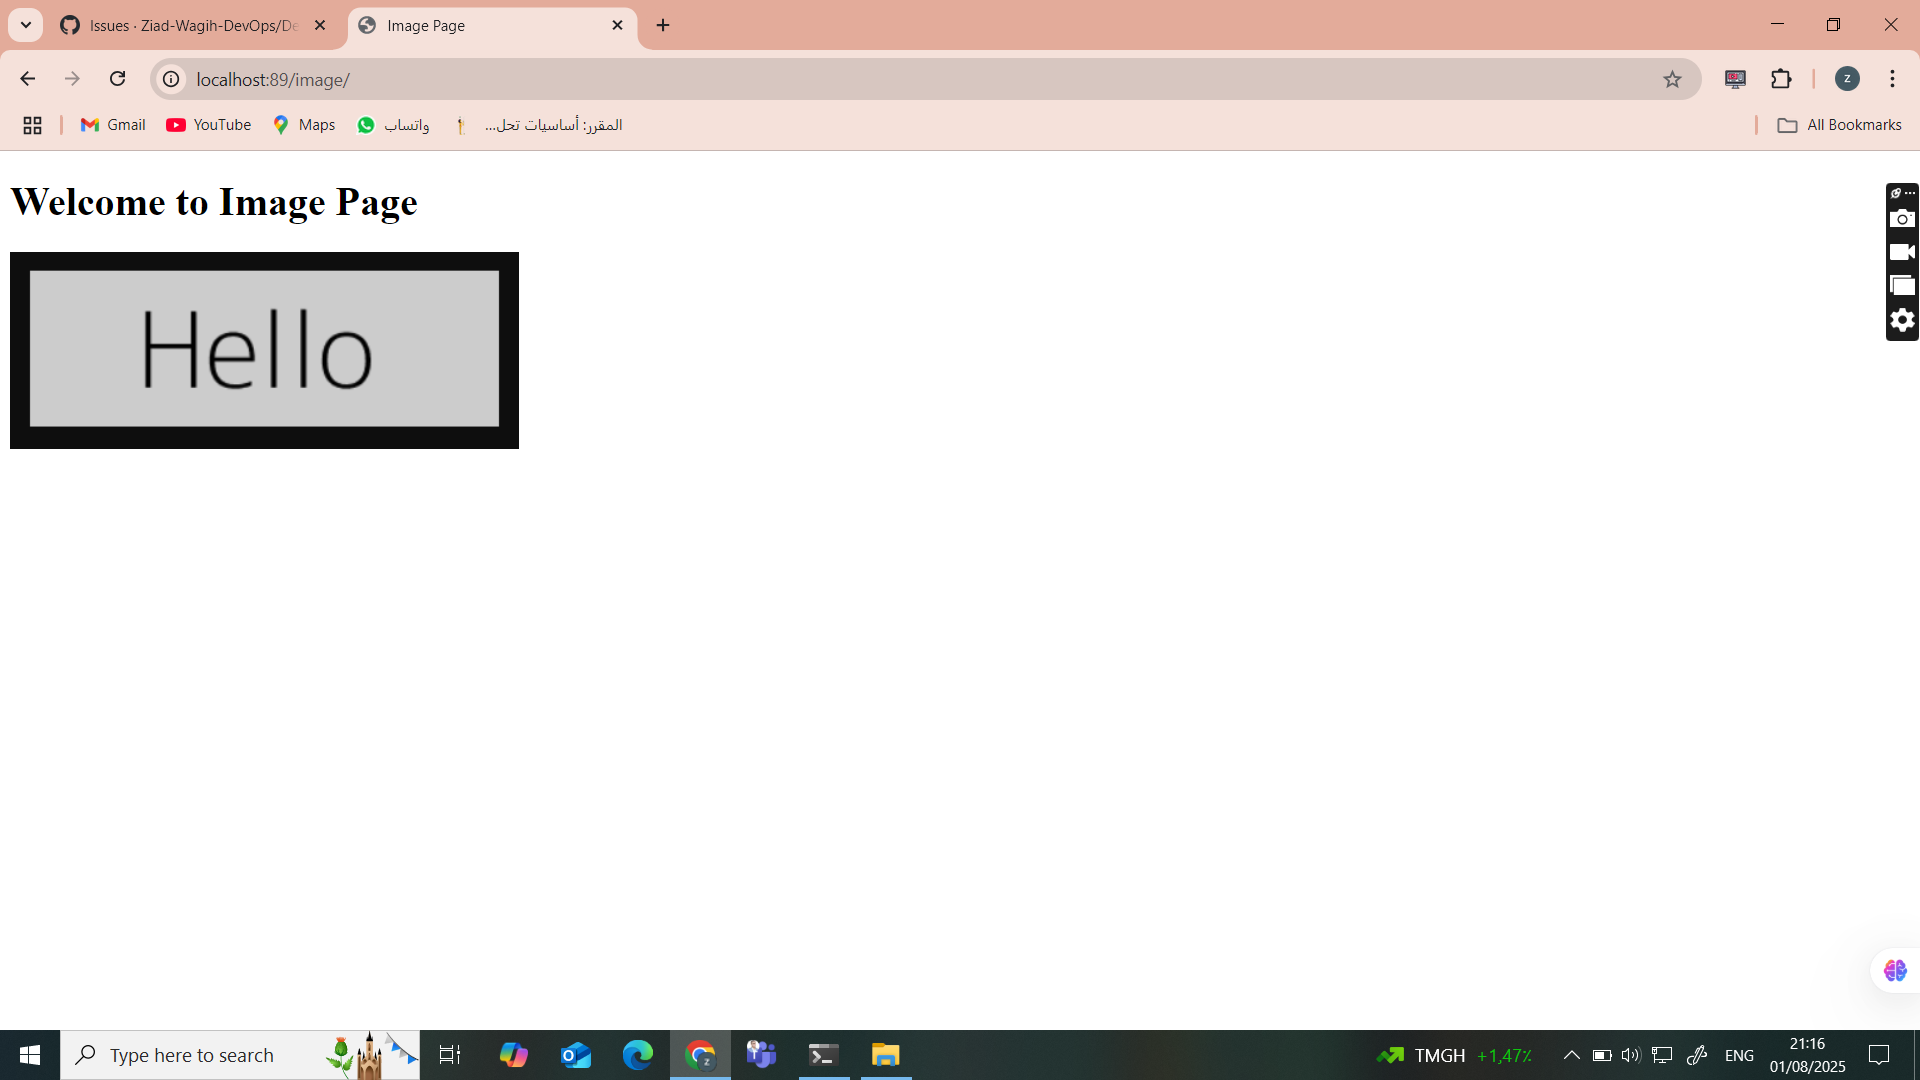 Issues · Ziad-Wagih-DevOps/De
Image Page
localhost:89/image/
z
Gmail
YouTube
Maps
واتساب
المقرر: أساسيات تحل...
All Bookmarks
Welcome to Image Page
Hello
Type here to search
z
TMGH +1,47٪
ENG
21:16
01/08/2025